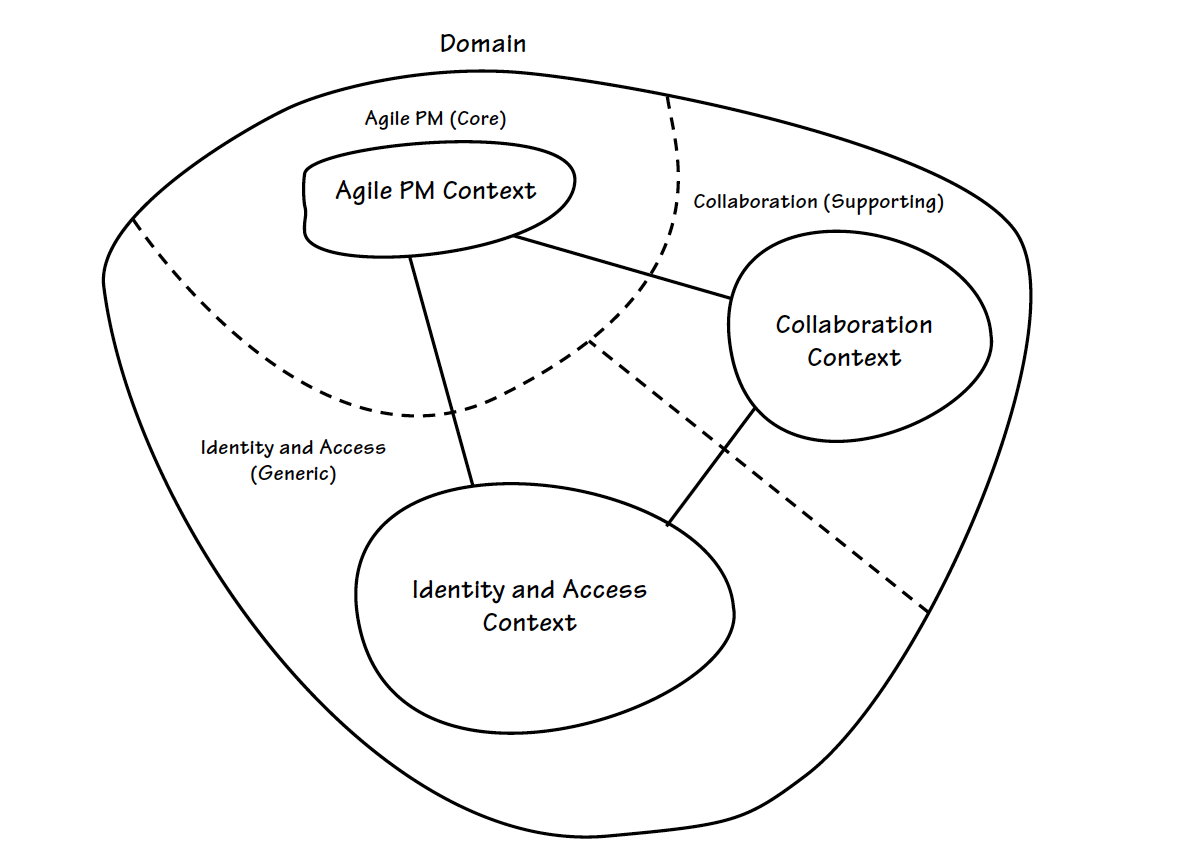 Domain
Agile PM (Core)
Agile PM Context
Collaboration (Supporting)
Collaboration
Context
Identity and Access
(Generic)
Identity and Access
Context